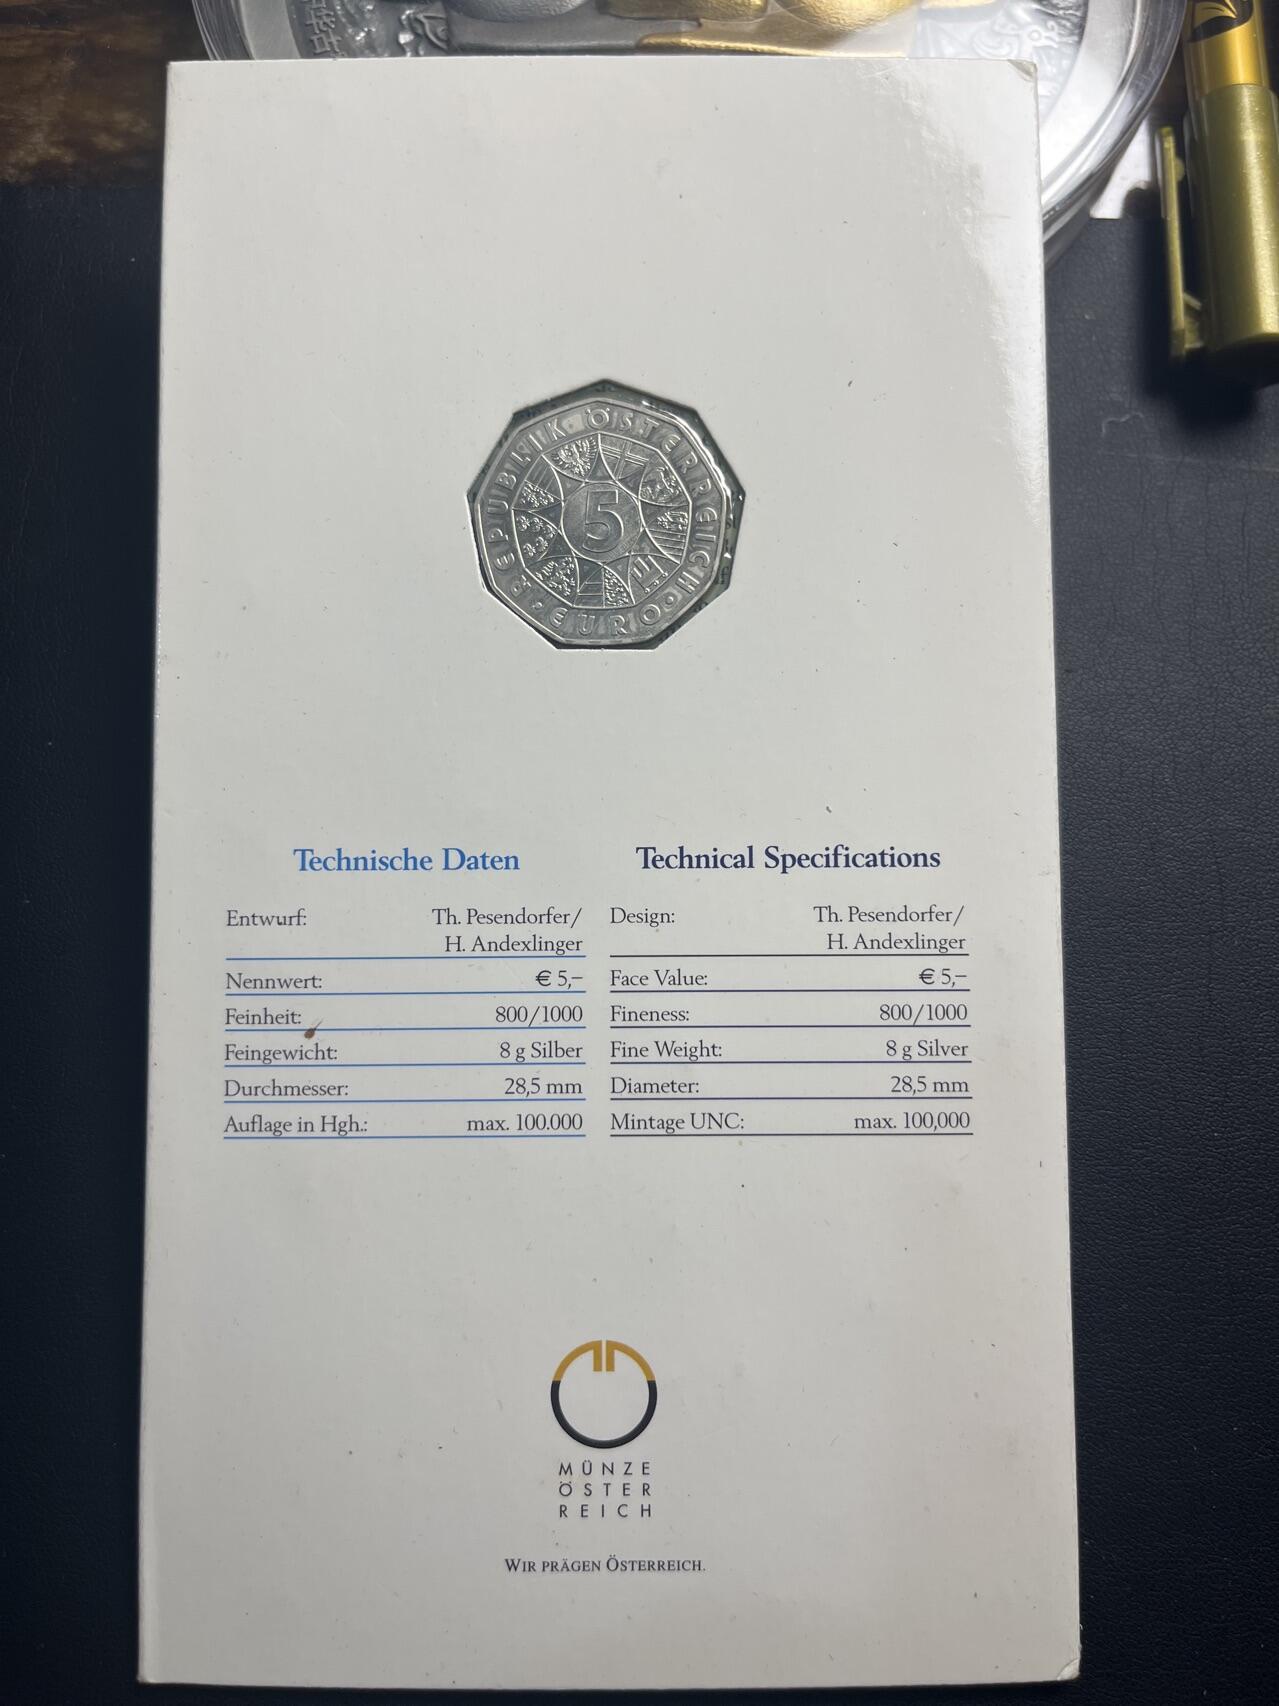 REPUBLIK ÖSTERREICH
5
EURO
Technische Daten
Entwurf: Th. Pesendorfer/
H. Andexlinger
Nennwert: € 5,–
Feinheit: 800/1000
Feingewicht: 8 g Silber
Durchmesser: 28,5 mm
Auflage in Hgh.: max. 100.000
Technical Specifications
Design: Th. Pesendorfer/
H. Andexlinger
Face Value: € 5,–
Fineness: 800/1000
Fine Weight: 8 g Silver
Diameter: 28,5 mm
Mintage UNC: max. 100,000
MÜNZE
ÖSTER
REICH
WIR PRÄGEN ÖSTERREICH.